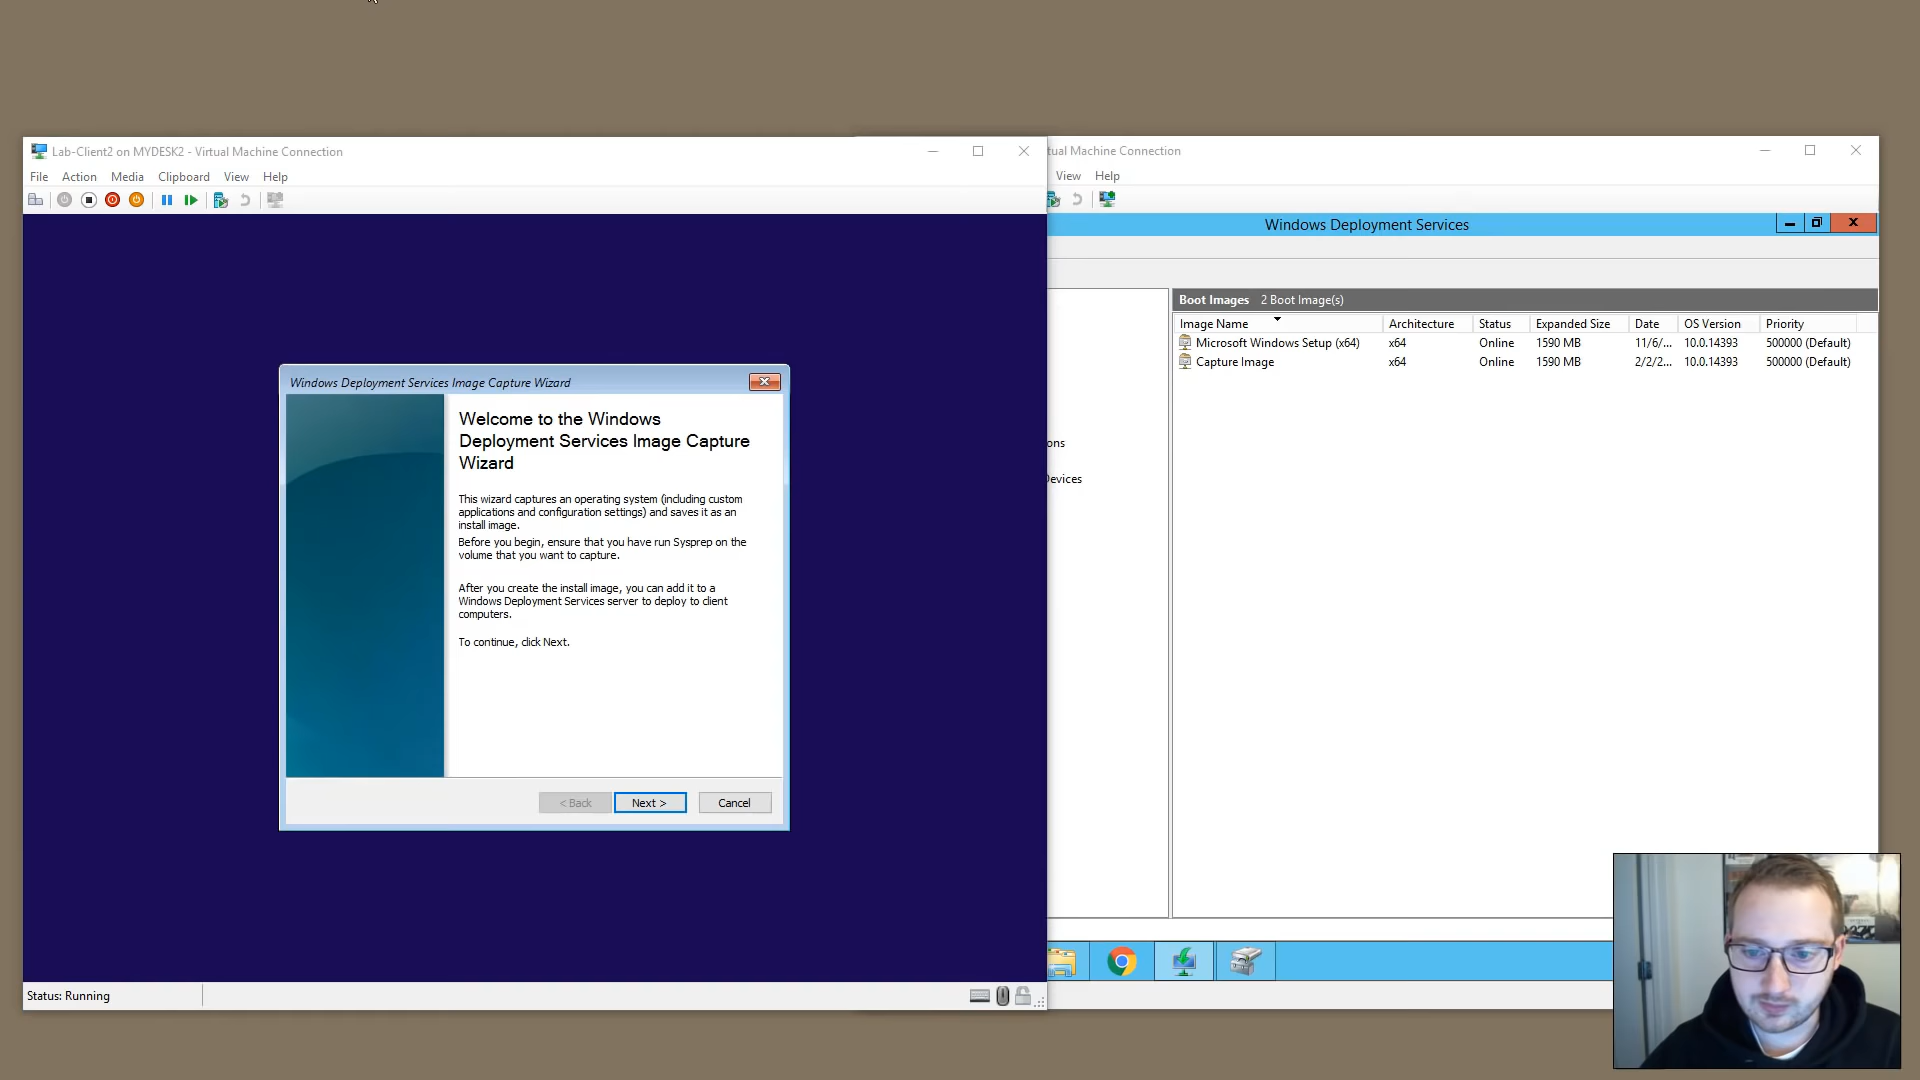 Lab-Client2 on MYDESK2 - Virtual Machine Connection
File Action Media Clipboard View Help
Windows Deployment Services Image Capture Wizard
Welcome to the Windows
Deployment Services Image Capture
Wizard
This wizard captures an operating system (including custom
applications and configuration settings) and saves it as an
install image.
Before you begin, ensure that you have run Sysprep on the
volume that you want to capture.
After you create the install image, you can add it to a
Windows Deployment Services server to deploy to client
computers.
To continue, click Next.
< Back Next > Cancel
Status: Running
tual Machine Connection
View Help
Windows Deployment Services
ons
Devices
Boot Images 2 Boot Image(s)
Image Name Architecture Status Expanded Size Date OS Version Priority
Microsoft Windows Setup (x64) x64 Online 1590 MB 11/6/... 10.0.14393 500000 (Default)
Capture Image x64 Online 1590 MB 2/2/2... 10.0.14393 500000 (Default)